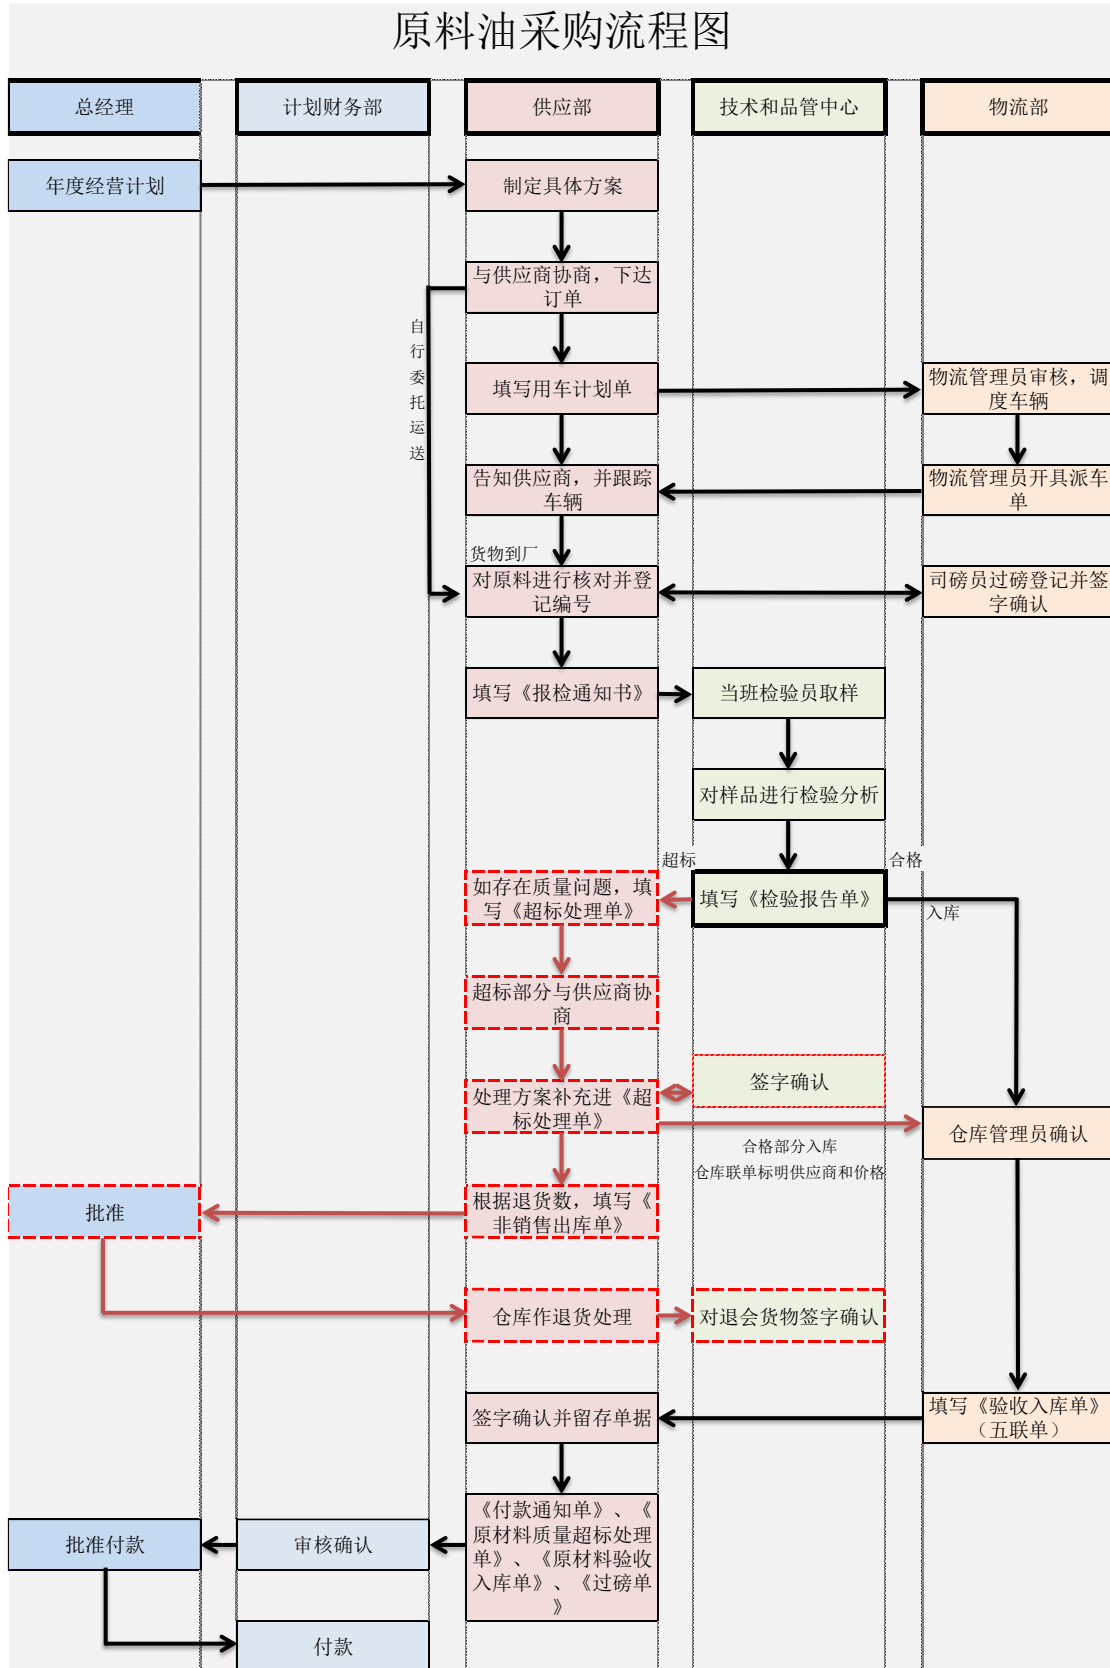 原料油采购流程图
总经理
计划财务部
供应部
技术和品管中心
物流部
年度经营计划
制定具体方案
与供应商协商，下达
订单
自
行
委
托
运
送
填写用车计划单
物流管理员审核，调
度车辆
告知供应商，并跟踪
车辆
物流管理员开具派车
单
货物到厂
对原料进行核对并登
记编号
司磅员过磅登记并签
字确认
填写《报检通知书》
当班检验员取样
对样品进行检验分析
超标
合格
如存在质量问题，填
写《超标处理单》
填写《检验报告单》
入库
超标部分与供应商协
商
处理方案补充进《超
标处理单》
签字确认
仓库管理员确认
合格部分入库
仓库联单标明供应商和价格
批准
根据退货数，填写《
非销售出库单》
仓库作退货处理
对退会货物签字确认
签字确认并留存单据
填写《验收入库单》
（五联单）
《付款通知单》、《
原材料质量超标处理
单》、《原材料验收
入库单》、《过磅单
》
审核确认
批准付款
付款